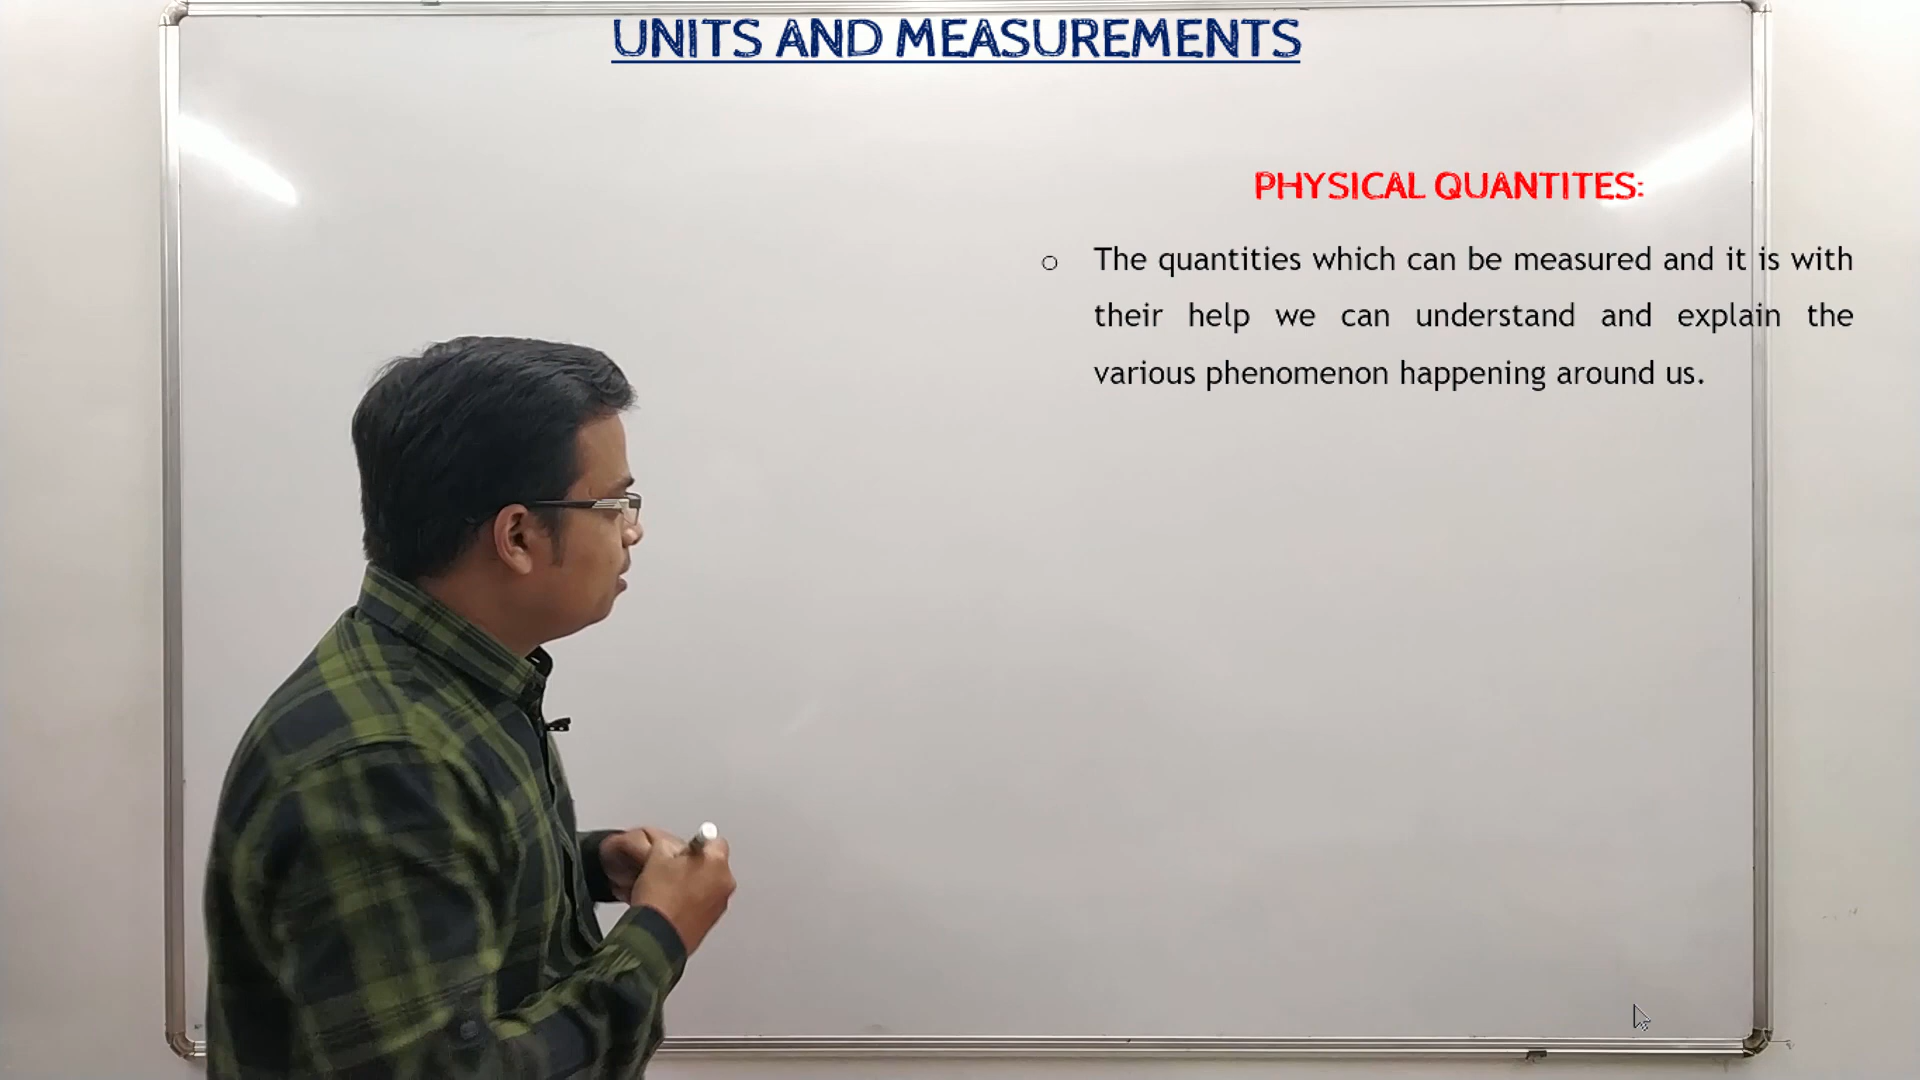 UNITS AND MEASUREMENTS
PHYSICAL QUANTITES:
o The quantities which can be measured and it is with
their help we can understand and explain the
various phenomenon happening around us.